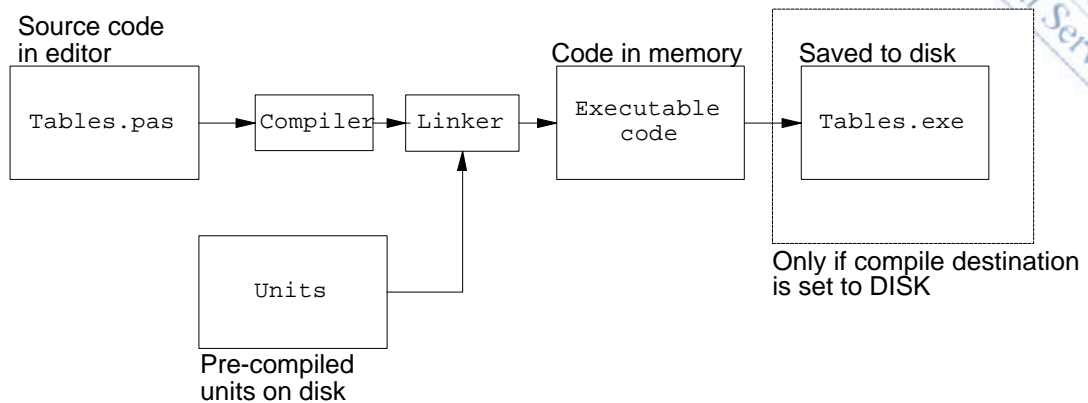 Source code
in editor
Tables.pas
Compiler
Linker
Code in memory
Executable
code
Saved to disk
Tables.exe
Only if compile destination
is set to DISK
Units
Pre-compiled
units on disk